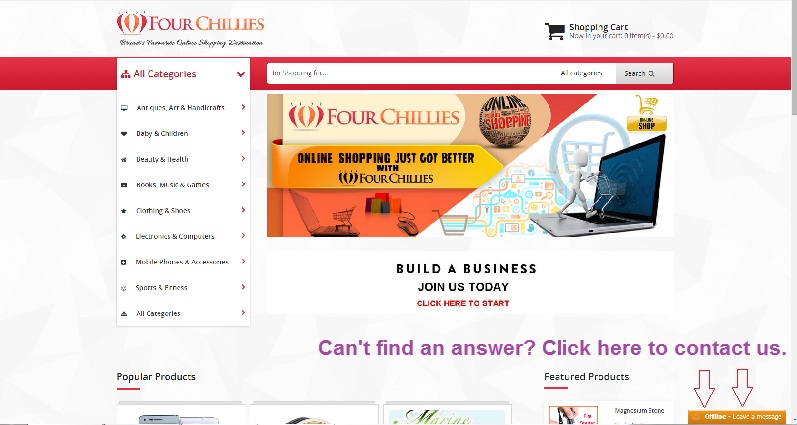 FOUR CHILLIES
Brunei's Favourite Online Shopping Destination
Shopping Cart
Now in your cart: 0 item(s) - $0.00
All Categories
Im Shopping for...
All categories
Search
Antiques, Art & Handicrafts
Baby & Children
Beauty & Health
Books, Music & Games
Clothing & Shoes
Electronics & Computers
Mobile Phones & Accessories
Sports & Fitness
All Categories
FOUR CHILLIES
ONLINE
SHOPPING
ONLINE
SHOP
ONLINE SHOPPING JUST GOT BETTER
WITH
FOURCHILLIES
BUILD A BUSINESS
JOIN US TODAY
CLICK HERE TO START
Can't find an answer? Click here to contact us.
Popular Products
Featured Products
Marine
Magnesium Stone
Offline - Leave a message